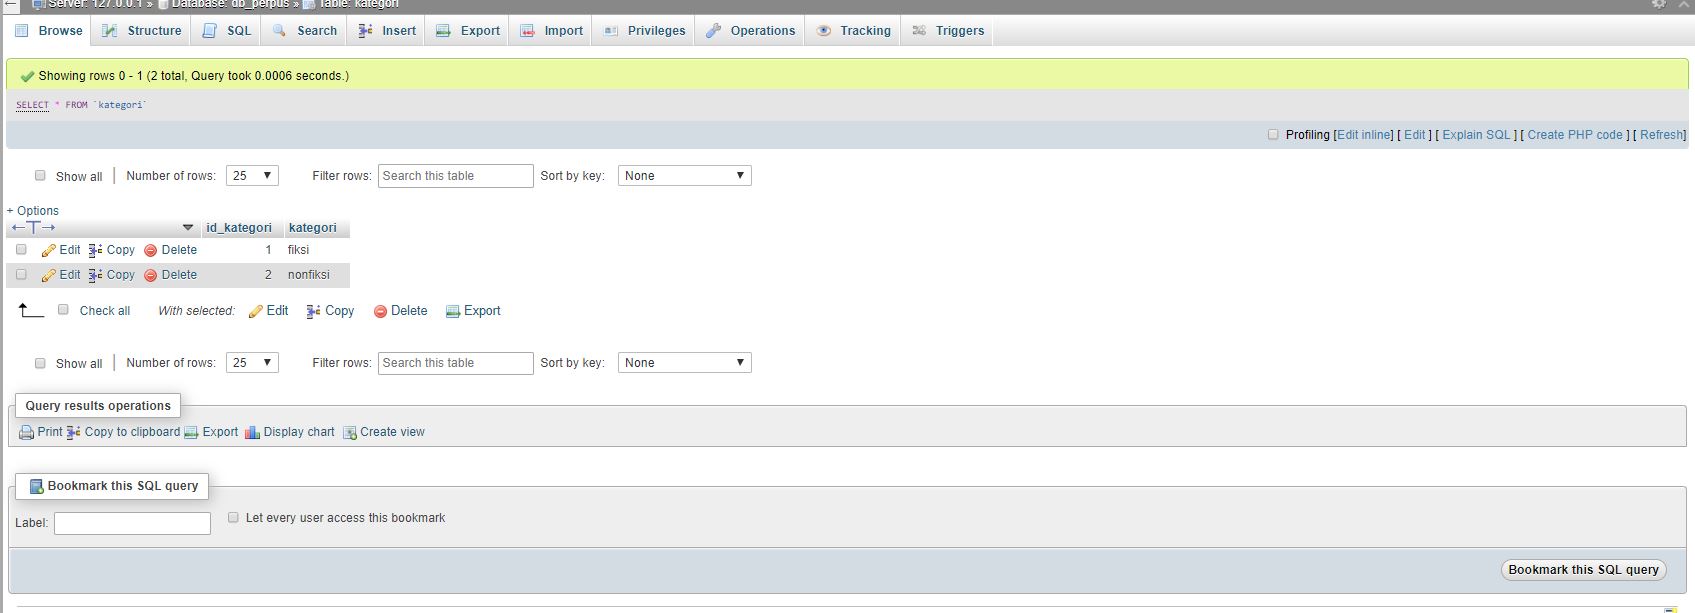 Server: 127.0.0.1 » Database: db_perpus » Table: kategori
Browse Structure SQL Search Insert Export Import Privileges Operations Tracking Triggers
Showing rows 0 - 1 (2 total, Query took 0.0006 seconds.)
SELECT * FROM `kategori`
Profiling [Edit inline] [ Edit ] [ Explain SQL ] [ Create PHP code ] [ Refresh]
Show all | Number of rows: 25 Filter rows: Search this table Sort by key: None
+ Options
←T→ id_kategori kategori
Edit Copy Delete 1 fiksi
Edit Copy Delete 2 nonfiksi
Check all With selected: Edit Copy Delete Export
Show all | Number of rows: 25 Filter rows: Search this table Sort by key: None
Query results operations
Print Copy to clipboard Export Display chart Create view
Bookmark this SQL query
Label: Let every user access this bookmark
Bookmark this SQL query